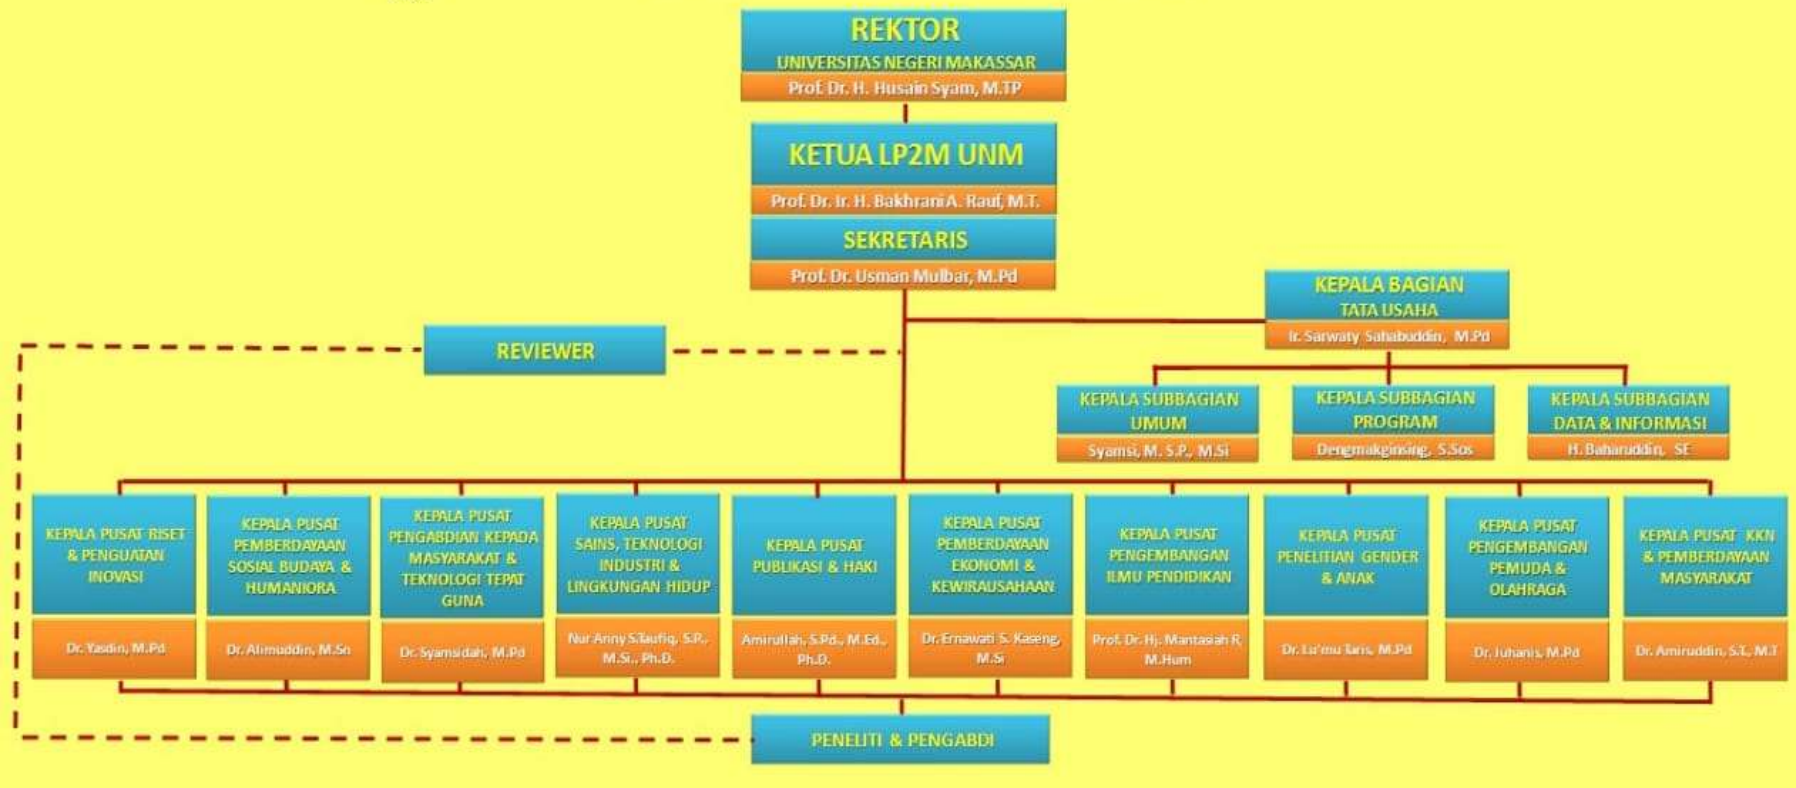 REKTOR
UNIVERSITAS NEGERI MAKASSAR
Prof. Dr. H. Husain Syam, M.TP
KETUA LP2M UNM
Prof. Dr. Ir. H. Bakhrani A. Rauf, M.T.
SEKRETARIS
Prof. Dr. Usman Mulbar, M.Pd
KEPALA BAGIAN
TATA USAHA
Ir. Sarwaty Sahabuddin, M.Pd
REVIEWER
KEPALA SUBBAGIAN
UMUM
Syamsi, M. S.P., M.Si
KEPALA SUBBAGIAN
PROGRAM
Dengmakginsing, S.Sos
KEPALA SUBBAGIAN
DATA & INFORMASI
H. Baharuddin, SE
KEPALA PUSAT RISET
& PENGUATAN
INOVASI
Dr. Yasdin, M.Pd
KEPALA PUSAT
PEMBERDAYAAN
SOSIAL BUDAYA &
HUMANIORA
Dr. Alimuddin, M.Sn
KEPALA PUSAT
PENGABDIAN KEPADA
MASYARAKAT &
TEKNOLOGI TEPAT
GUNA
Dr. Syamsidah, M.Pd
KEPALA PUSAT
SAINS, TEKNOLOGI
INDUSTRI &
LINGKUNGAN HIDUP
Nur Anny S.Taufiq, S.P.,
M.Si., Ph.D.
KEPALA PUSAT
PUBLIKASI & HAKI
Amirullah, S.Pd., M.Ed.,
Ph.D.
KEPALA PUSAT
PEMBERDAYAAN
EKONOMI &
KEWIRAUSAHAAN
Dr. Ernawati S. Kaseng,
M.Si
KEPALA PUSAT
PENGEMBANGAN
ILMU PENDIDIKAN
Prof. Dr. Hj. Mantasiah R,
M.Hum
KEPALA PUSAT
PENELITIAN GENDER
& ANAK
Dr. La'mu Taris, M.Pd
KEPALA PUSAT
PENGEMBANGAN
PEMUDA &
OLAHRAGA
Dr. Juhanis, M.Pd
KEPALA PUSAT KKN
& PEMBERDAYAAN
MASYARAKAT
Dr. Amiruddin, S.T., M.T
PENELITI & PENGABDI